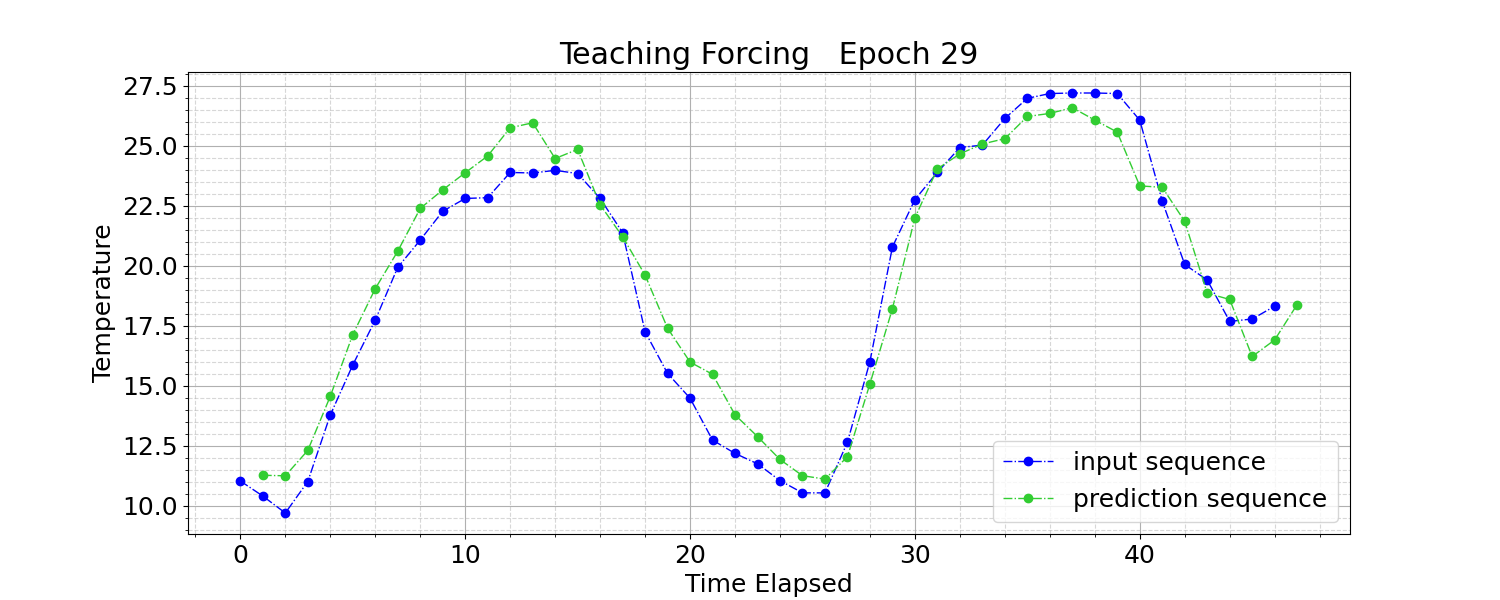 Teaching Forcing   Epoch 29
27.5
25.0
22.5
20.0
17.5
15.0
12.5
10.0
Temperature
input sequence
prediction sequence
0 10 20 30 40
Time Elapsed